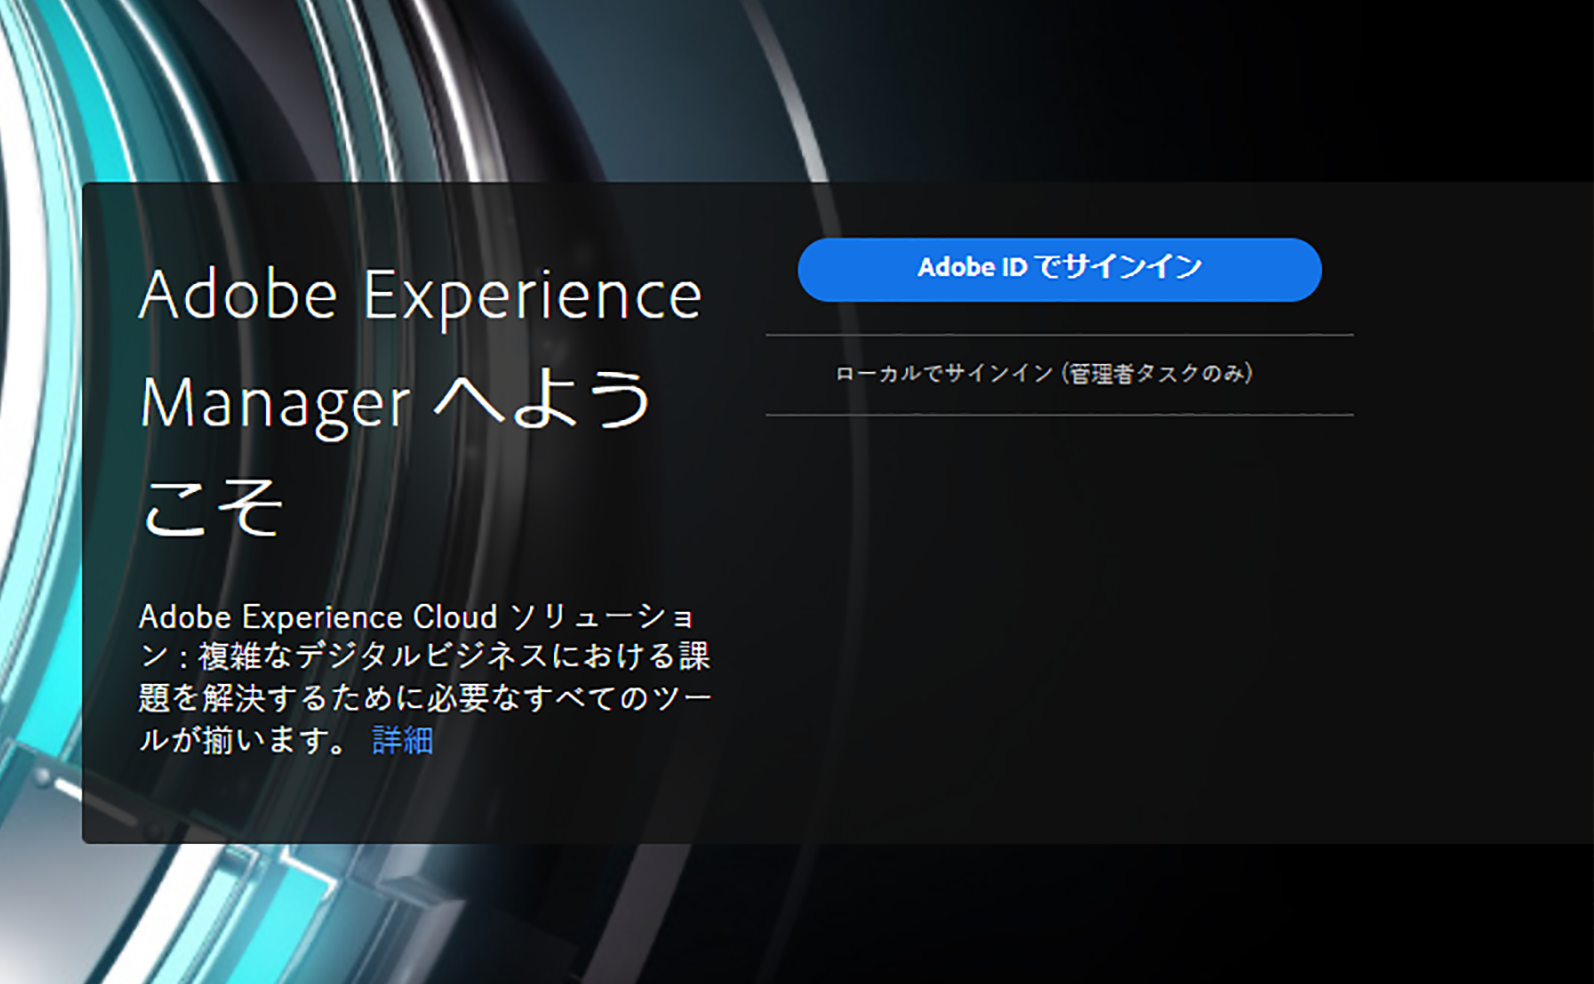 Adobe Experience
Manager へよう
こそ
Adobe Experience Cloud ソリューショ
ン : 複雑なデジタルビジネスにおける課
題を解決するために必要なすべてのツー
ルが揃います。 詳細
Adobe ID でサインイン
ローカルでサインイン (管理者タスクのみ)